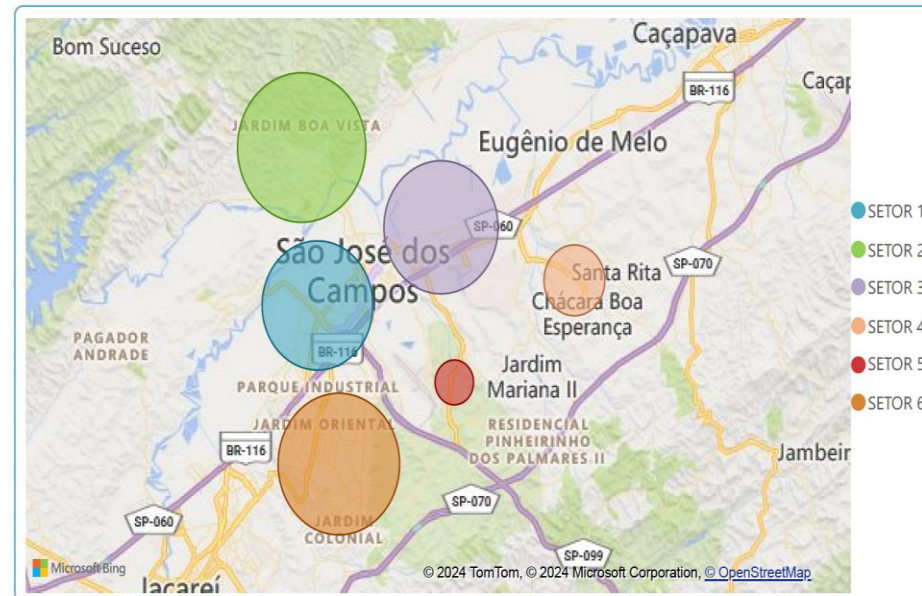 Bom Suceso
Caçapava
BR-116
Caçap
JARDIM BOA VISTA
Eugênio de Melo
SP-060
São José dos
Campos
Santa Rita
SP-070
Chácara Boa
Esperança
PAGADOR
ANDRADE
BR-116
Jardim
Mariana II
PARQUE INDUSTRIAL
JARDIM ORIENTAL
RESIDENCIAL
PINHEIRINHO
DOS PALMARES II
BR-116
Jambeir
SP-070
SP-060
JARDIM
COLONIAL
SP-099
Jacareí
Microsoft Bing
© 2024 TomTom, © 2024 Microsoft Corporation, © OpenStreetMap
SETOR 1
SETOR 2
SETOR 3
SETOR 4
SETOR 5
SETOR 6